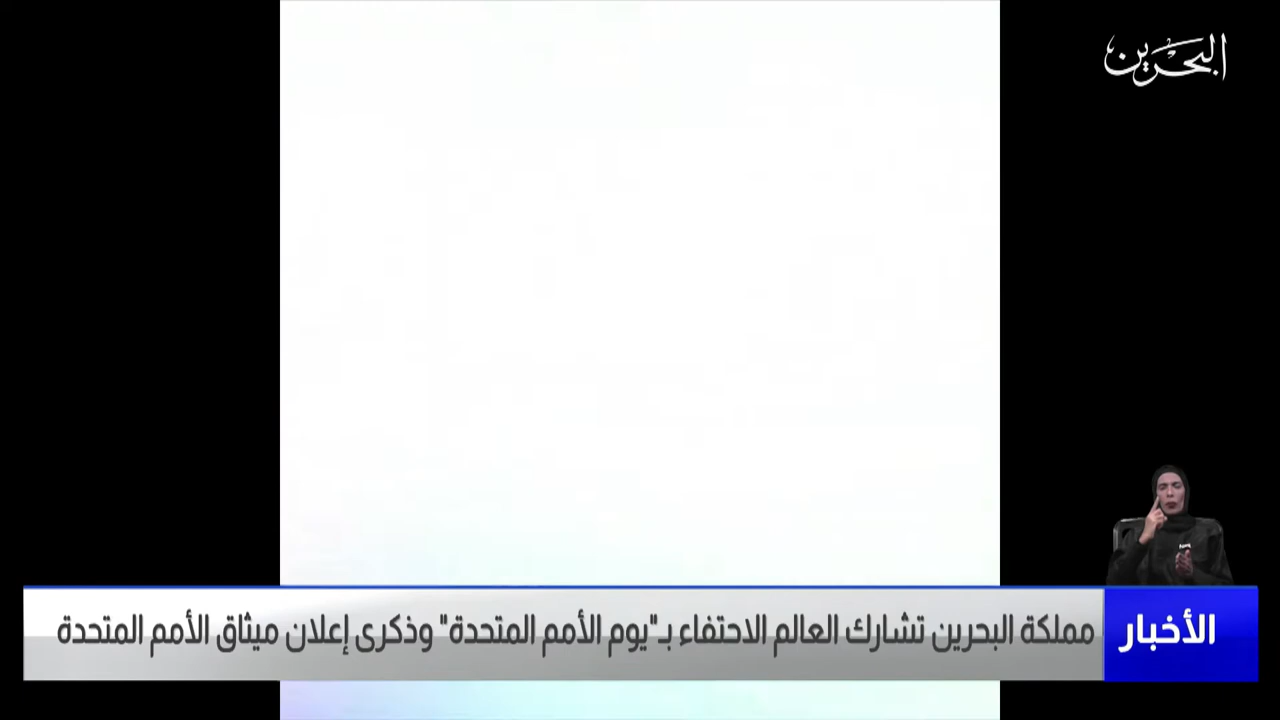 البحرين
الأخبار
مملكة البحرين تشارك العالم الاحتفاء بـ"يوم الأمم المتحدة" وذكرى إعلان ميثاق الأمم المتحدة